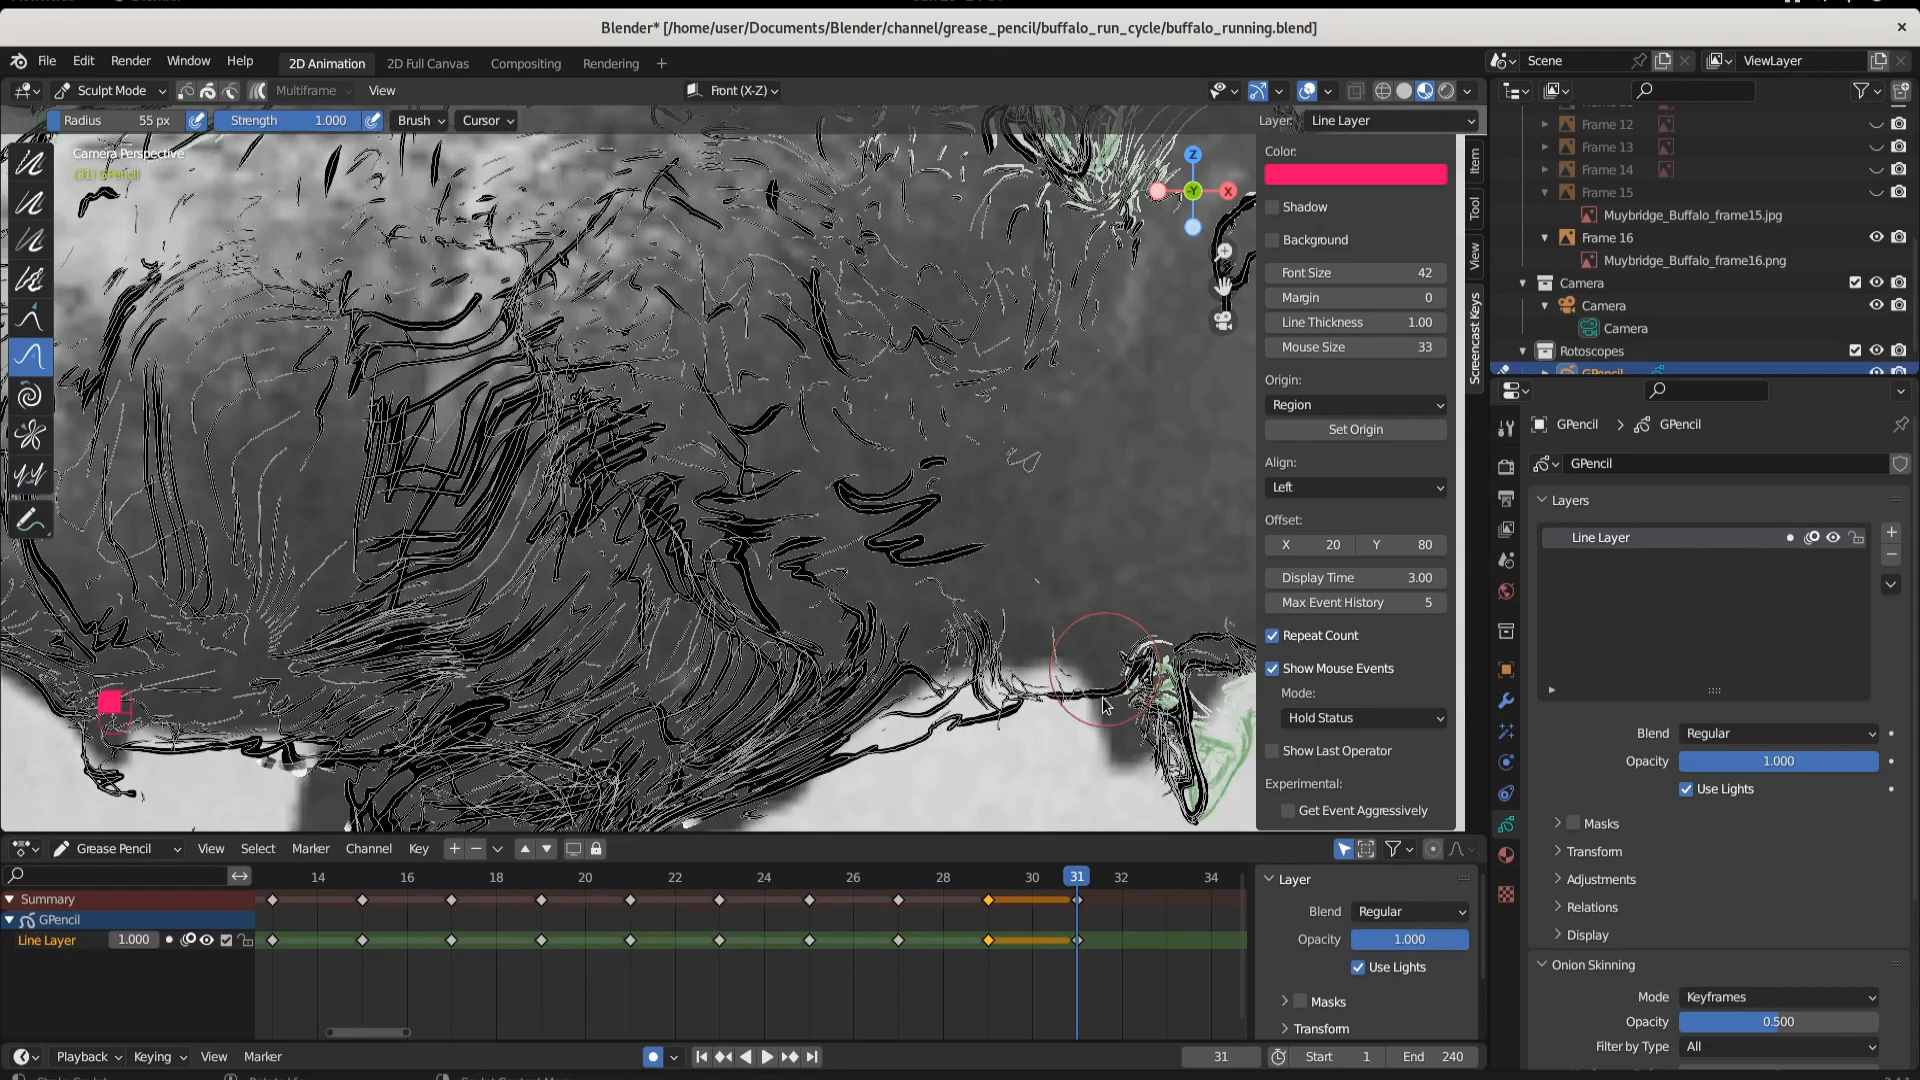 Blender* [/home/user/Documents/Blender/channel/grease_pencil/buffalo_run_cycle/buffalo_running.blend]
File Edit Render Window Help 2D Animation 2D Full Canvas Compositing Rendering Scene ViewLayer
Sculpt Mode Multiframe View Front (X-Z)
Radius 55 px Strength 1.000 Brush Cursor Layer: Line Layer
Camera Perspective
(31) GPencil
Z
-Y
X
Color:
Shadow
Background
Font Size 42
Margin 0
Line Thickness 1.00
Mouse Size 33
Origin:
Region
Set Origin
Align:
Left
Offset:
X 20 Y 80
Display Time 3.00
Max Event History 5
Repeat Count
Show Mouse Events
Mode:
Hold Status
Show Last Operator
Experimental:
Get Event Aggressively
Item
Tool
View
Screencast Keys
Frame 12
Frame 13
Frame 14
Frame 15
Muybridge_Buffalo_frame15.jpg
Frame 16
Muybridge_Buffalo_frame16.png
Camera
Camera
Camera
Rotoscopes
GPencil
GPencil GPencil
GPencil
Layers
Line Layer
Blend Regular
Opacity 1.000
Use Lights
Masks
Transform
Adjustments
Relations
Display
Onion Skinning
Mode Keyframes
Opacity 0.500
Filter by Type All
Grease Pencil View Select Marker Channel Key
14 16 18 20 22 24 26 28 30 31 32 34
Summary
GPencil
Line Layer 1.000
Layer
Blend Regular
Opacity 1.000
Use Lights
Masks
Transform
Playback Keying View Marker 31 Start 1 End 240